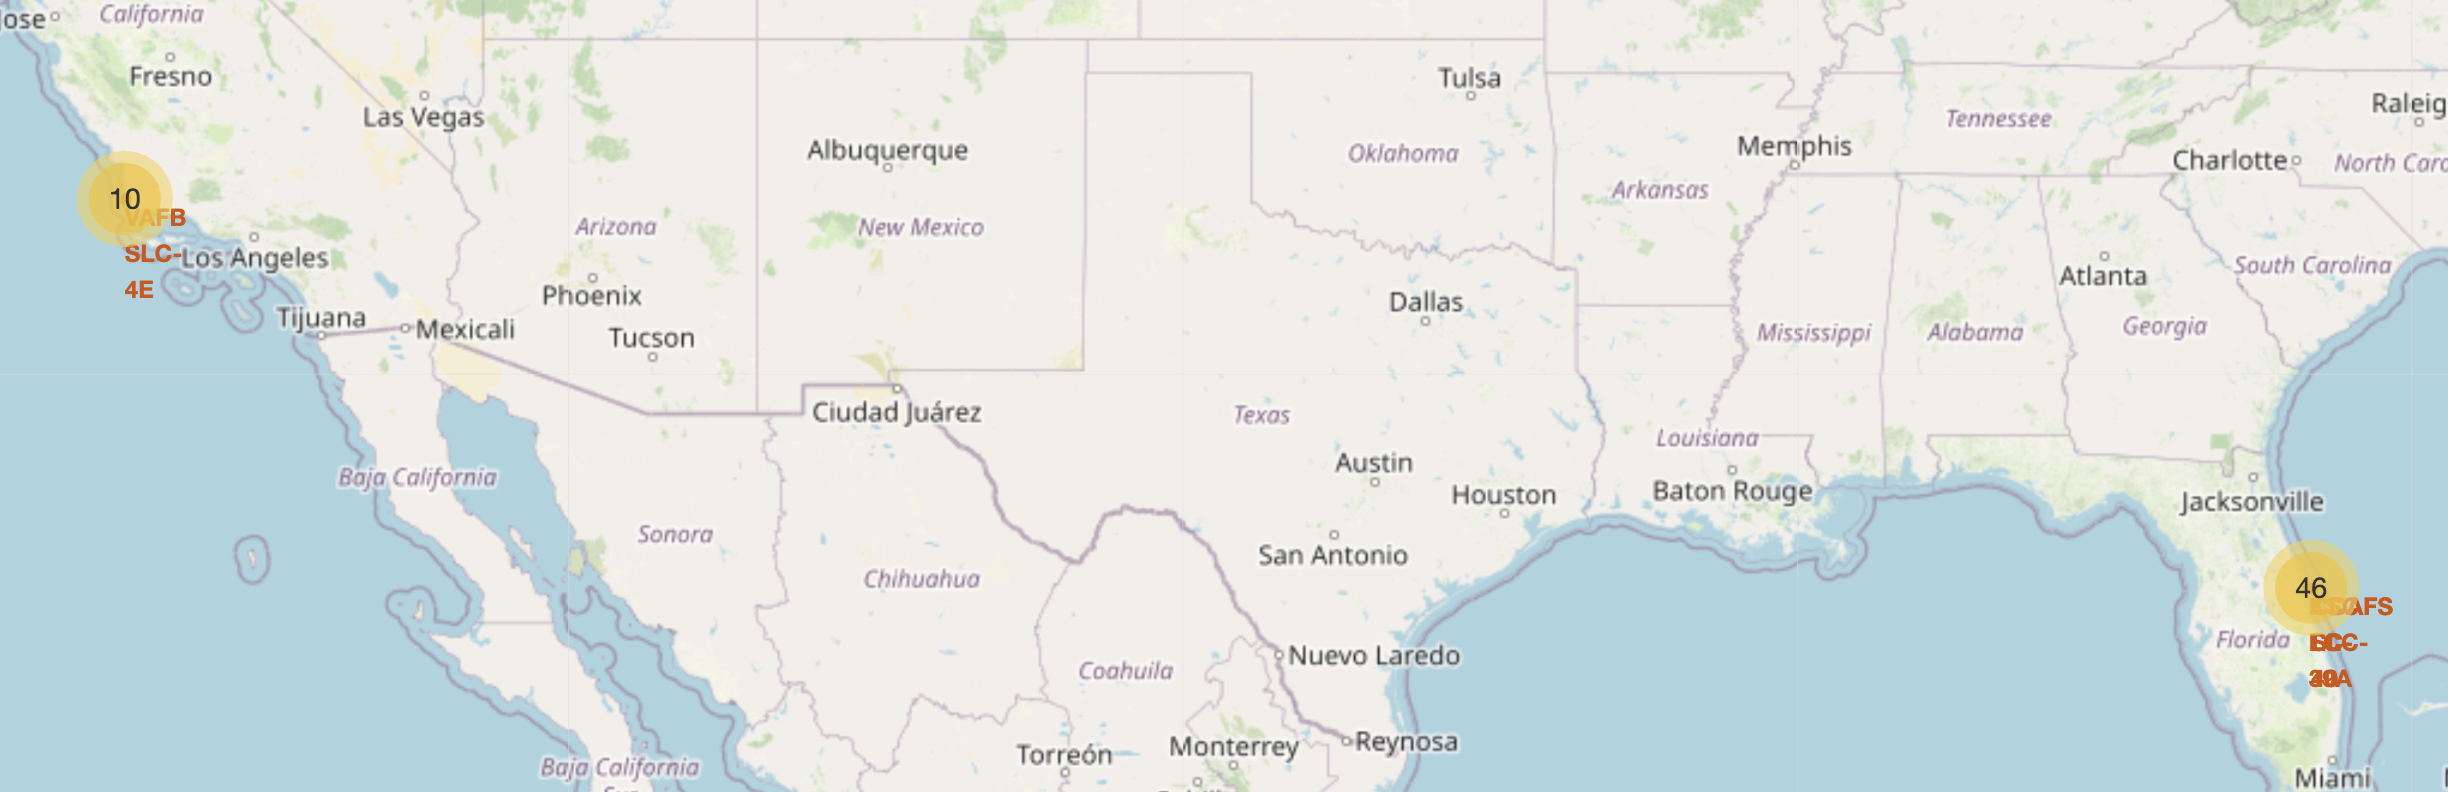 Jose
California
Fresno
Las Vegas
10
VAFB
SLC-
4E
Los Angeles
Tijuana
Mexicali
Arizona
Phoenix
Tucson
Albuquerque
New Mexico
Ciudad Juárez
Baja California
Sonora
Chihuahua
Coahuila
Torreón
Monterrey
Baja California
Sur
Tulsa
Oklahoma
Dallas
Texas
Austin
Houston
San Antonio
Nuevo Laredo
Reynosa
Memphis
Arkansas
Tennessee
Mississippi
Alabama
Louisiana
Baton Rouge
Raleig
Charlotte
North Caro
Atlanta
South Carolina
Georgia
Jacksonville
46
Florida
Miami